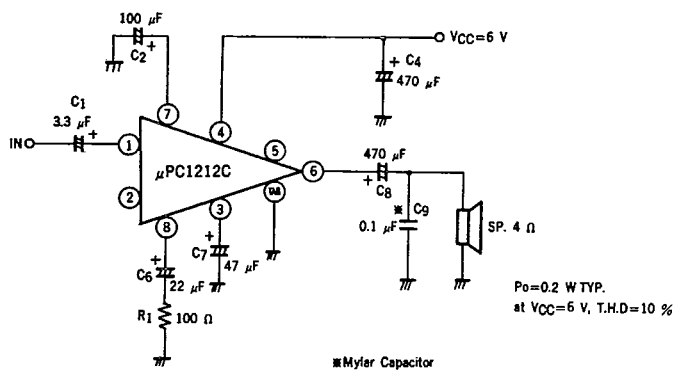 100 µF
C2 +
VCC=6 V
+ C4
470 µF
C1
3.3 µF
+
IN
7
4
5
1
µPC1212C
6
470 µF
+ C8
2
TAB
3
8
※ C9
0.1 µF
SP. 4 Ω
+
C7
47 µF
+
C6
22 µF
R1
100 Ω
Po=0.2 W TYP.
at VCC=6 V, T.H.D=10 %
※Mylar Capacitor